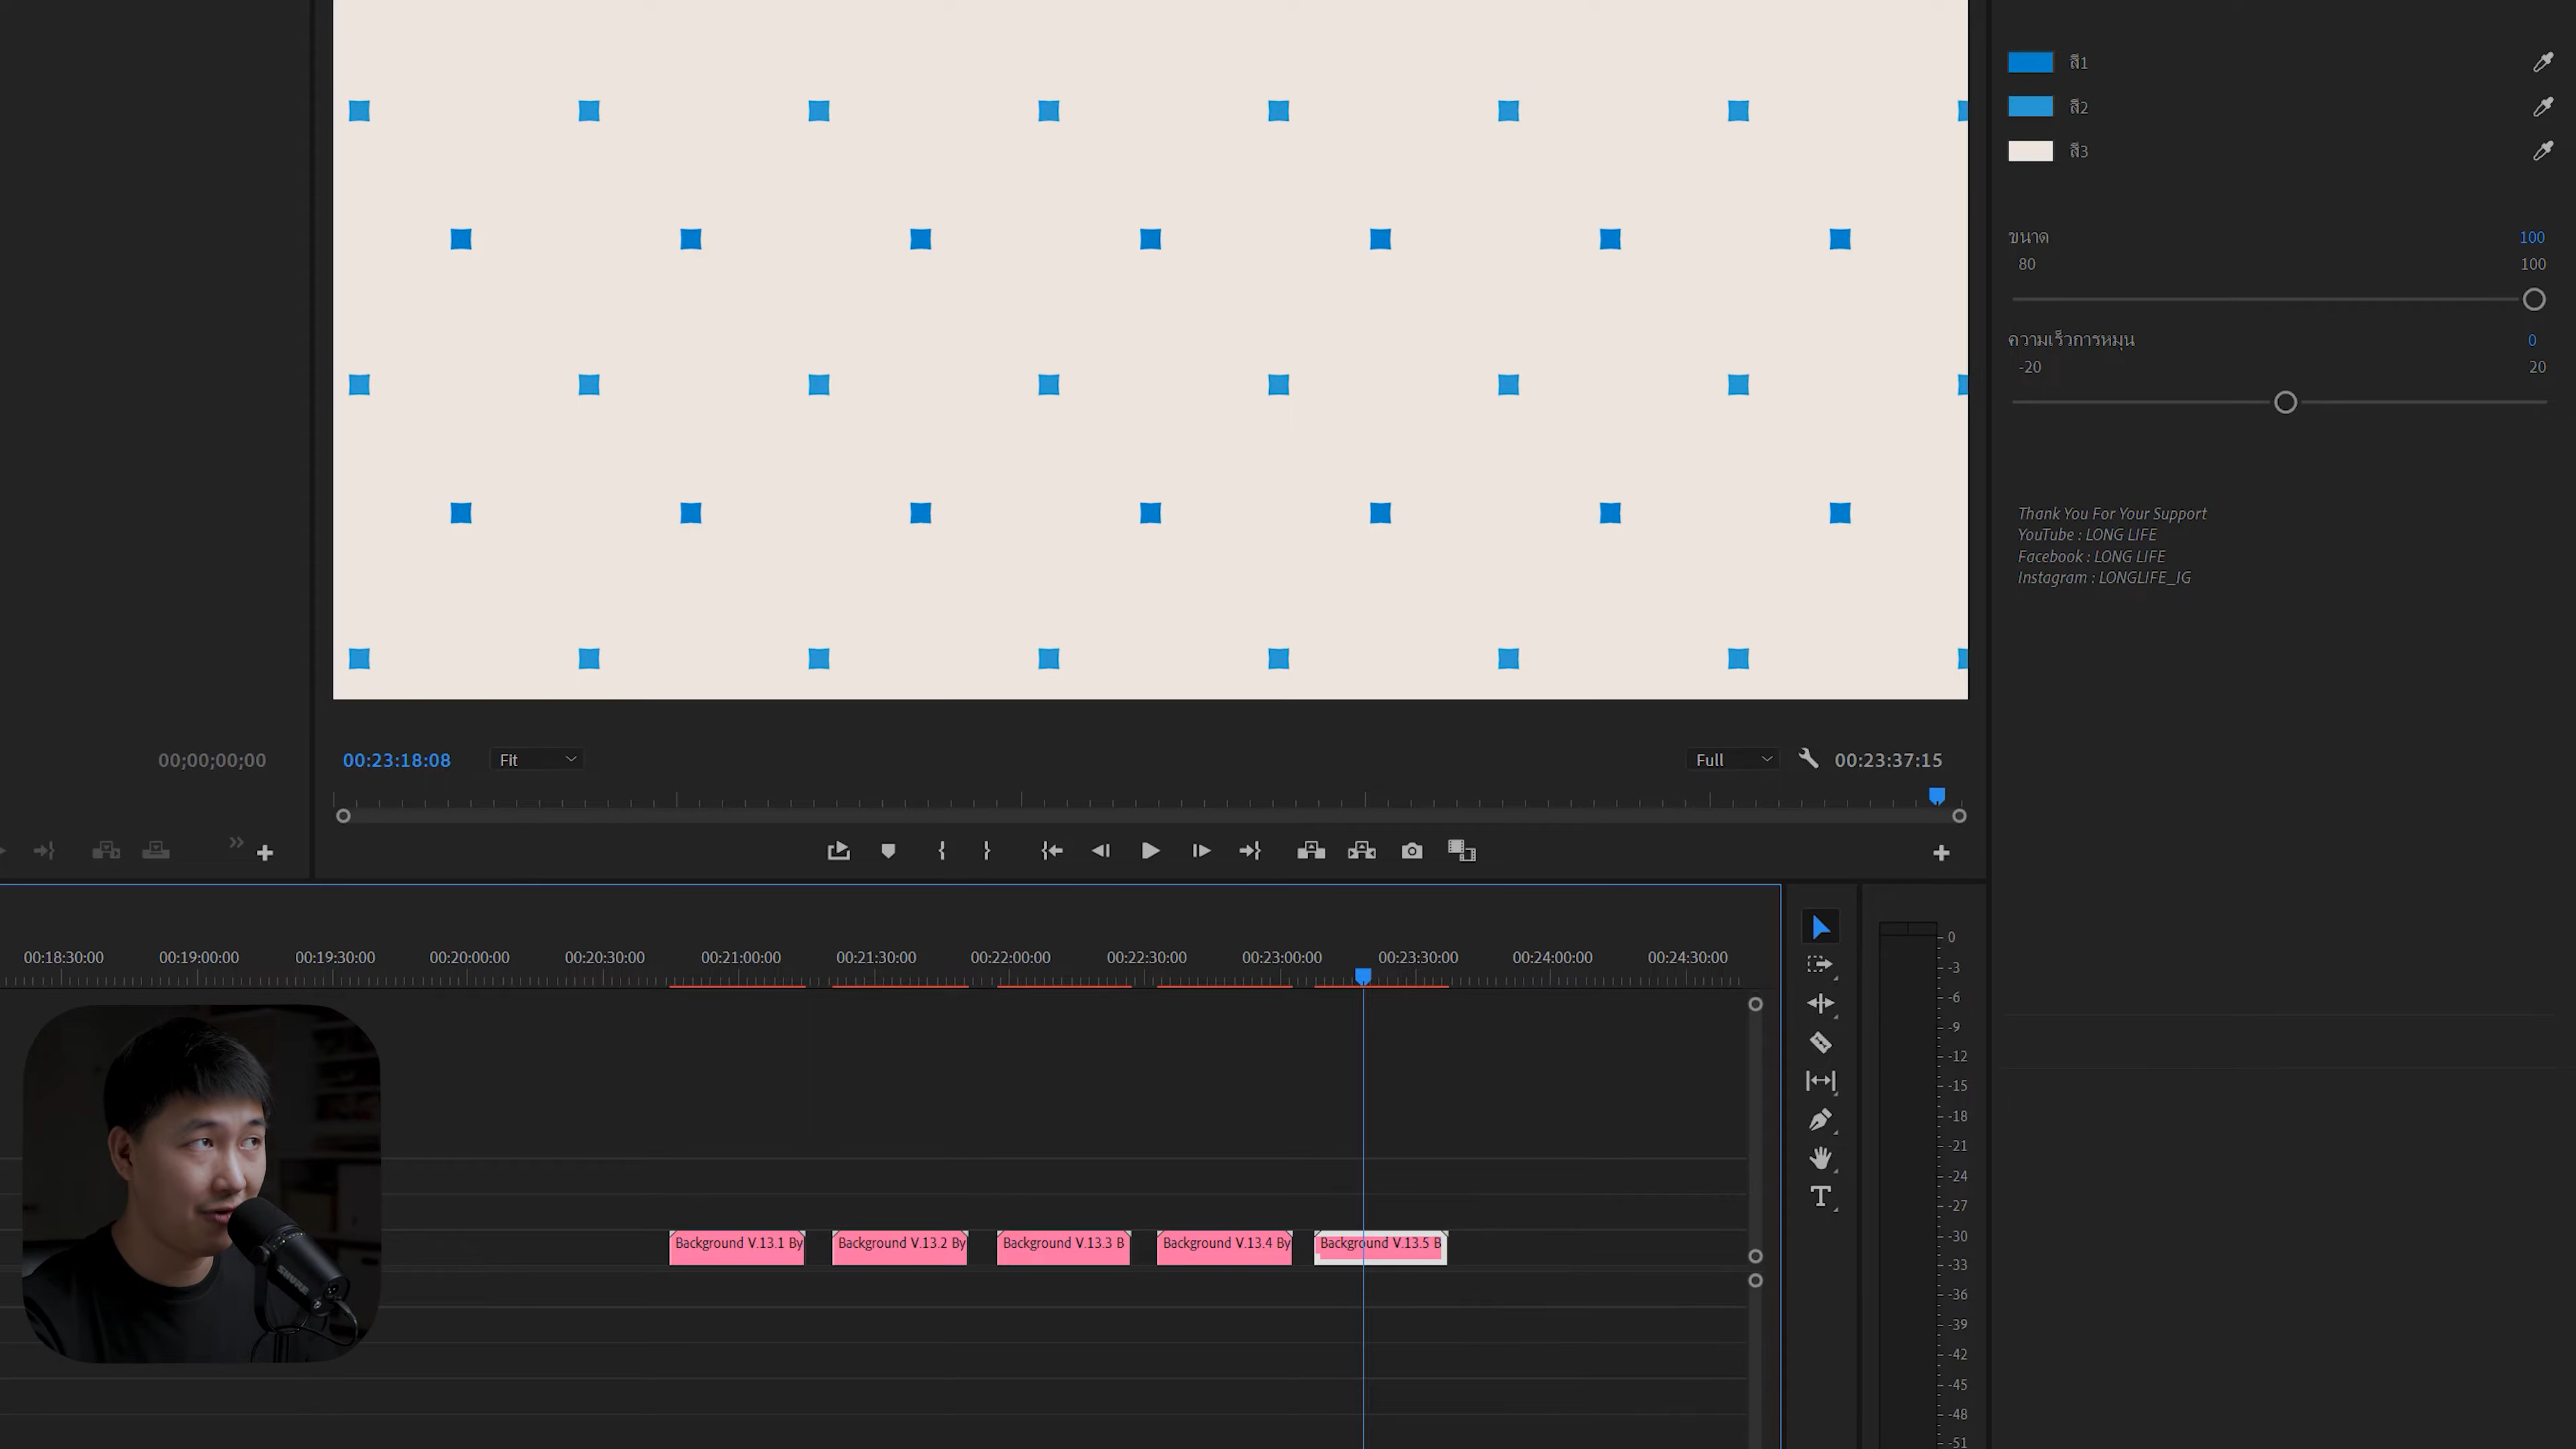 สี1
สี2
สี3
ขนาด 100
80 100
ความเร็วการหมุน 0
-20 20
Thank You For Your Support
YouTube : LONG LIFE
Facebook : LONG LIFE
Instagram : LONGLIFE_IG
00;00;00;00
00:23:18:08 Fit Full 00:23:37:15
00:18:30:00 00:19:00:00 00:19:30:00 00:20:00:00 00:20:30:00 00:21:00:00 00:21:30:00 00:22:00:00 00:22:30:00 00:23:00:00 00:23:30:00 00:24:00:00 00:24:30:00
Background V.13.1 By Background V.13.2 By Background V.13.3 B Background V.13.4 By Background V.13.5 B
0
-3
-6
-9
-12
-15
-18
-21
-24
-27
-30
-33
-36
-39
-42
-45
-48
-51
SHURE